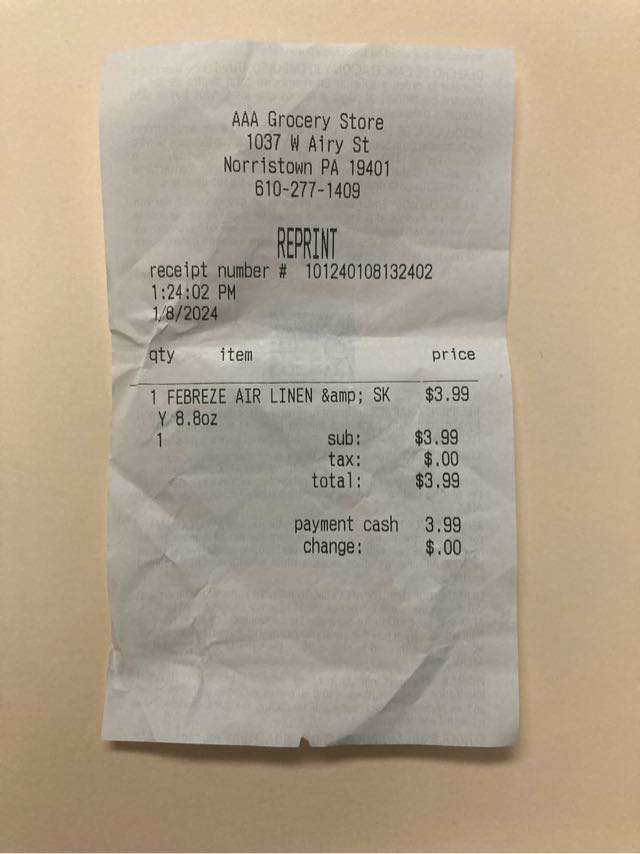 AAA Grocery Store
1037 W Airy St
Norristown PA 19401
610-277-1409
REPRINT
receipt number # 101240108132402
1:24:02 PM
1/8/2024
qty item price
1 FEBREZE AIR LINEN &amp; SK $3.99
Y 8.8oz
1 sub: $3.99
tax: $.00
total: $3.99
payment cash 3.99
change: $.00